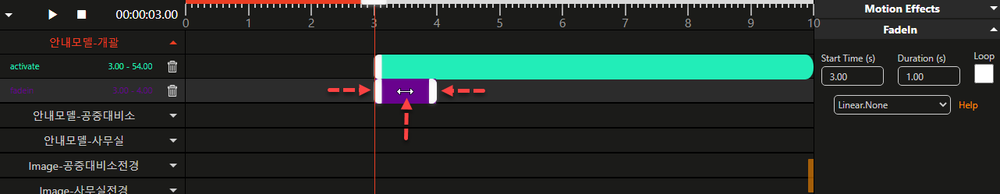 00:00:03.00
0 1 2 3 4 5 6 7 8 9 10
Motion Effects
FadeIn
안내모델-개괄
activate 3.00 - 54.00
fadeIn 3.00 - 4.00
안내모델-공중대비소
안내모델-사무실
Image-공중대비소전경
Image-사무실전경
Start Time (s) Duration (s) Loop
3.00 1.00
Linear.None Help